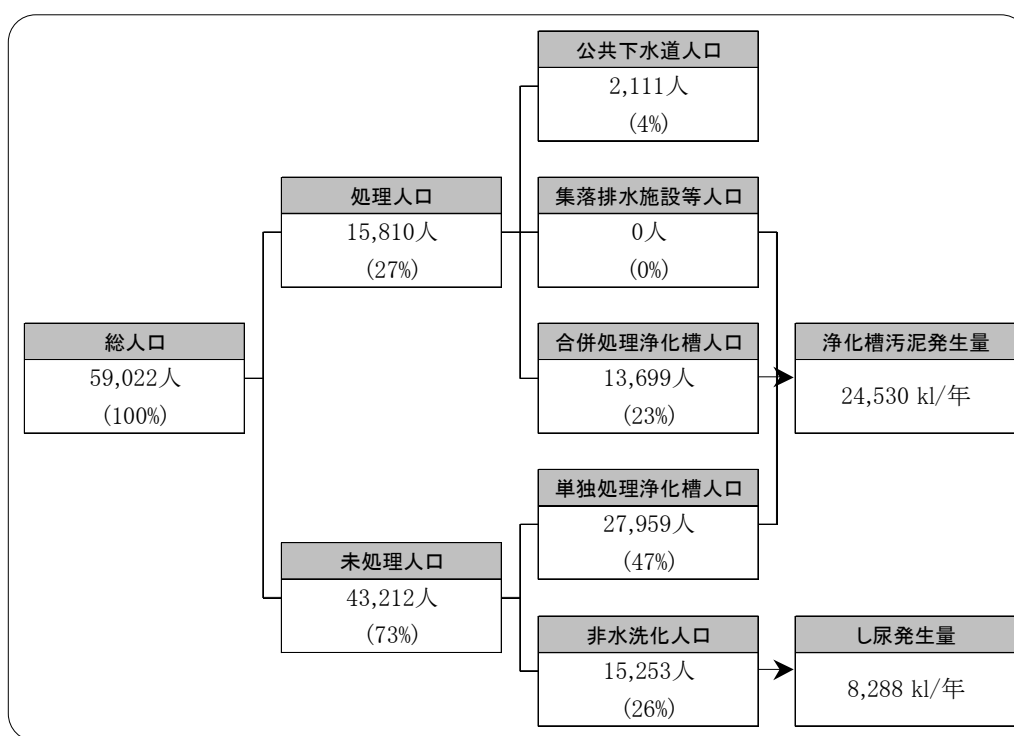 公共下水道人口
2,111人
(4%)
処理人口
15,810人
(27%)
集落排水施設等人口
0人
(0%)
総人口
59,022人
(100%)
合併処理浄化槽人口
13,699人
(23%)
浄化槽汚泥発生量
24,530 kl/年
単独処理浄化槽人口
27,959人
(47%)
未処理人口
43,212人
(73%)
非水洗化人口
15,253人
(26%)
し尿発生量
8,288 kl/年